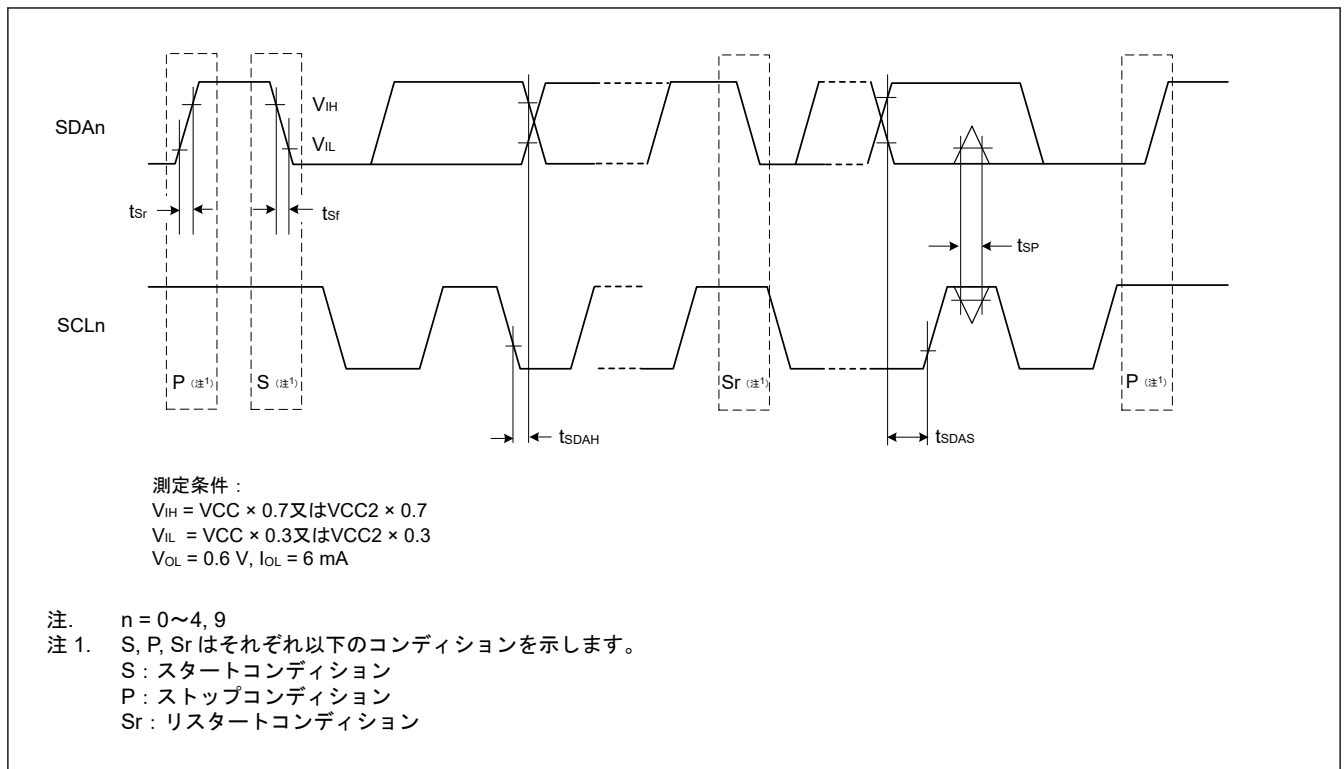 SDAn
VIH
VIL
tSr
tSf
tSP
SCLn
P (注1)
S (注1)
Sr (注1)
P (注1)
tSDAH
tSDAS
測定条件：
VIH = VCC × 0.7又はVCC2 × 0.7
VIL = VCC × 0.3又はVCC2 × 0.3
VOL = 0.6 V, IOL = 6 mA
注. n = 0～4, 9
注 1. S, P, Sr はそれぞれ以下のコンディションを示します。
S：スタートコンディション
P：ストップコンディション
Sr：リスタートコンディション